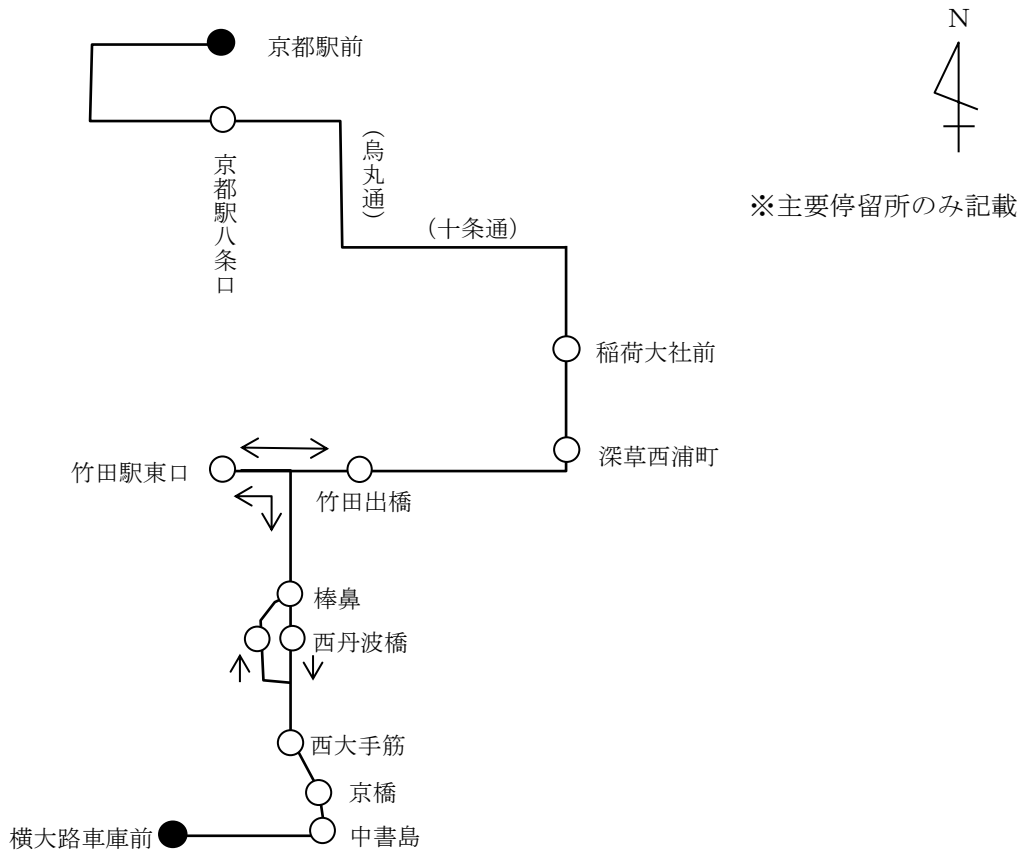 N
京都駅前
(烏丸通)
京都駅八条口
※主要停留所のみ記載
(十条通)
稲荷大社前
深草西浦町
竹田駅東口
竹田出橋
棒鼻
西丹波橋
西大手筋
京橋
横大路車庫前
中書島